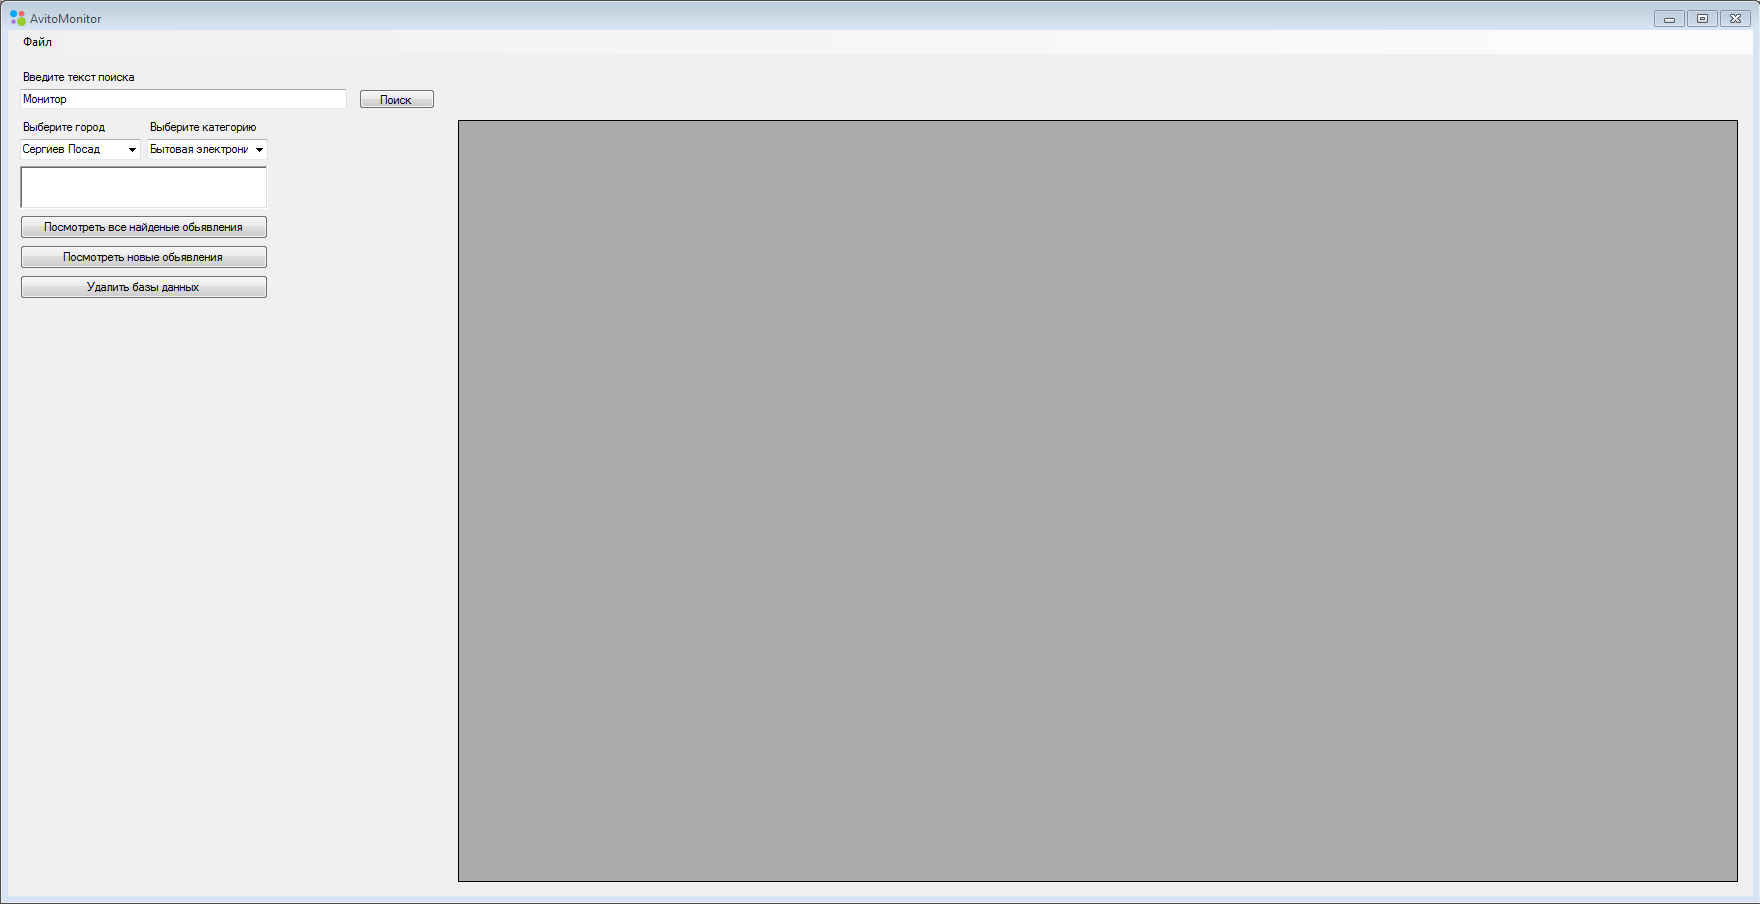 AvitoMonitor
Файл
Введите текст поиска
Монитор
Поиск
Выберите город
Выберите категорию
Сергиев Посад
Бытовая электрони
Посмотреть все найденые обьявления
Посмотреть новые обьявления
Удалить базы данных